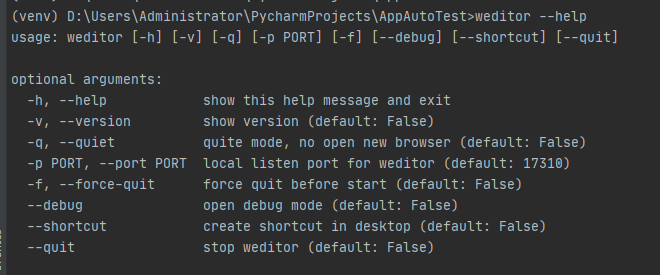 (venv) D:\Users\Administrator\PycharmProjects\AppAutoTest>weditor --help
usage: weditor [-h] [-v] [-q] [-p PORT] [-f] [--debug] [--shortcut] [--quit]

optional arguments:
  -h, --help            show this help message and exit
  -v, --version         show version (default: False)
  -q, --quiet           quite mode, no open new browser (default: False)
  -p PORT, --port PORT  local listen port for weditor (default: 17310)
  -f, --force-quit      force quit before start (default: False)
  --debug               open debug mode (default: False)
  --shortcut            create shortcut in desktop (default: False)
  --quit                stop weditor (default: False)